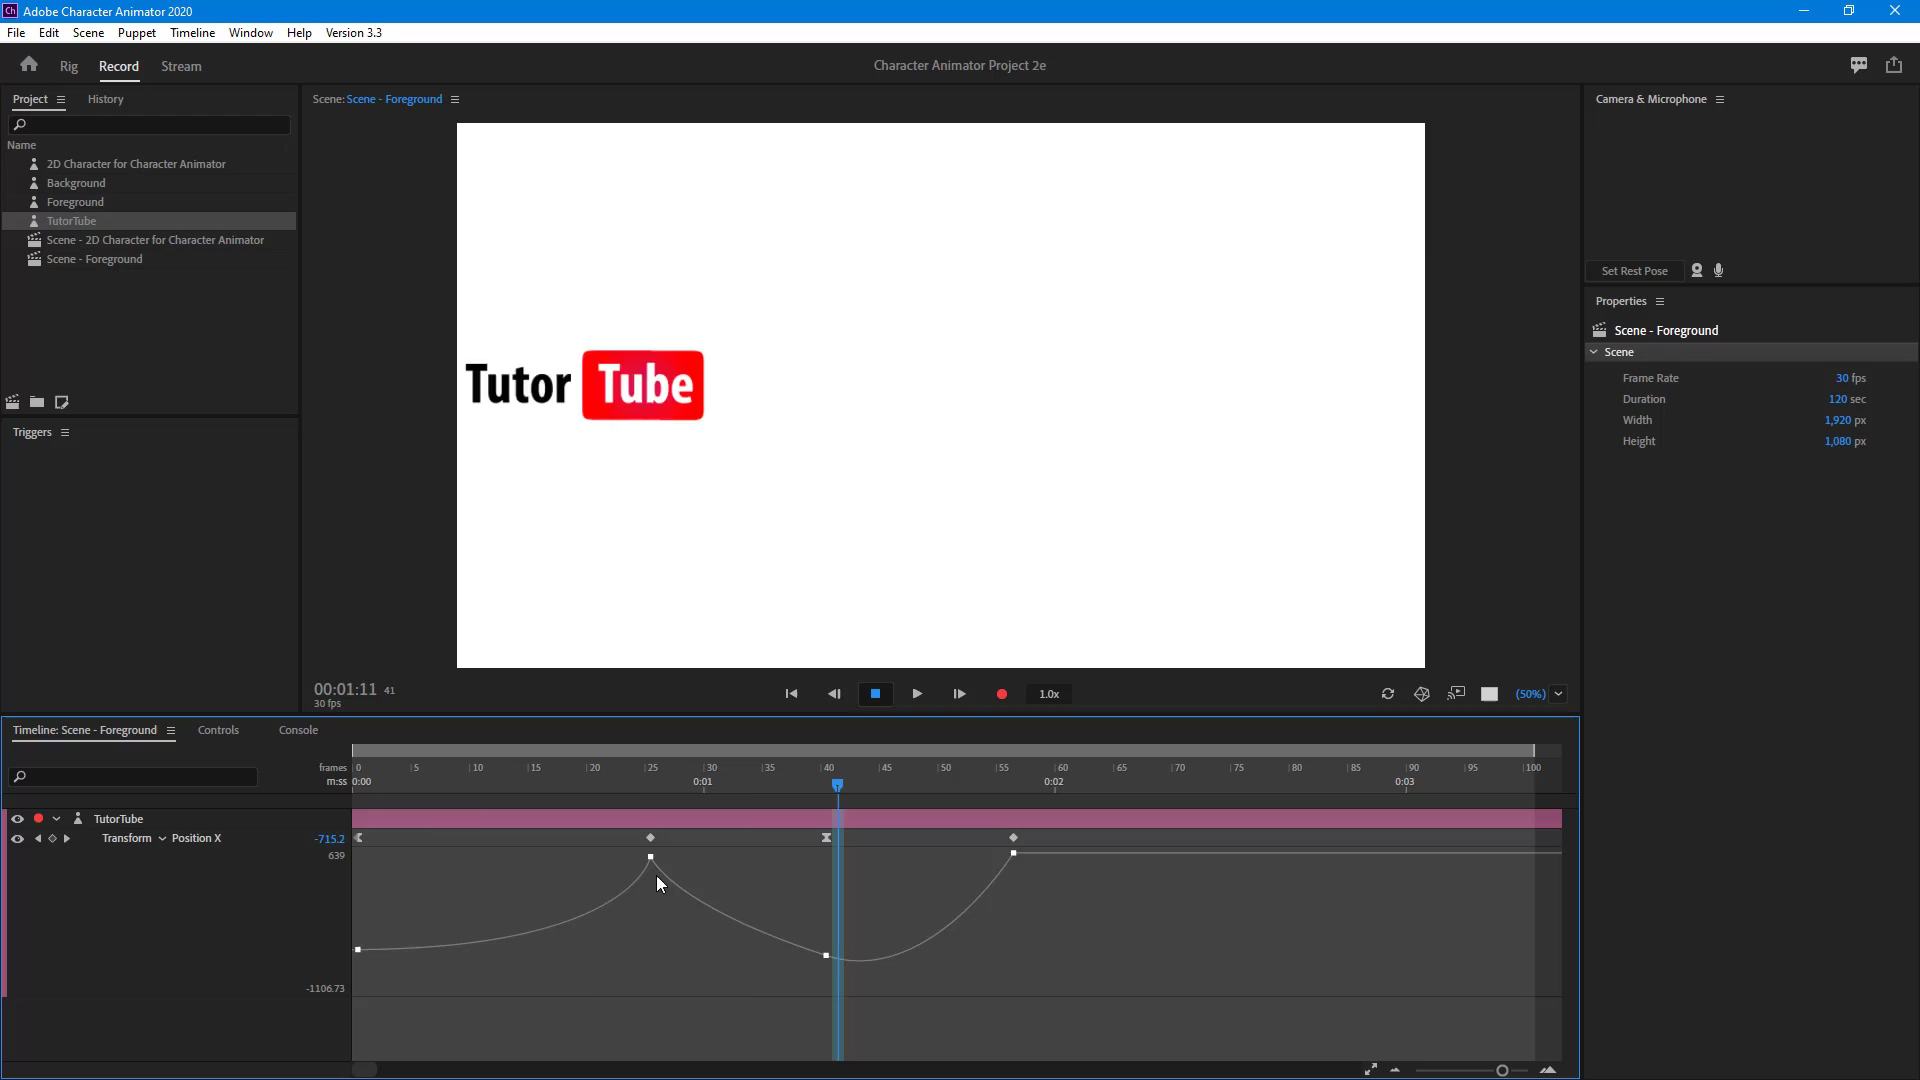 Ch Adobe Character Animator 2020
File Edit Scene Puppet Timeline Window Help Version 3.3
Rig Record Stream Character Animator Project 2e
Project History
Scene: Scene - Foreground
Camera & Microphone
Name
2D Character for Character Animator
Background
Foreground
TutorTube
Scene - 2D Character for Character Animator
Scene - Foreground
Set Rest Pose
Properties
Scene - Foreground
Scene
Frame Rate 30 fps
Duration 120 sec
Width 1,920 px
Height 1,080 px
Tutor Tube
Triggers
00:01:11 41
30 fps
1.0x
(50%)
Timeline: Scene - Foreground Controls Console
frames 0 5 10 15 20 25 30 35 40 45 50 55 60 65 70 75 80 85 90 95 100
m:ss 0:00 0:01 0:02 0:03
TutorTube
Transform Position X -715.2
639
-1106.73